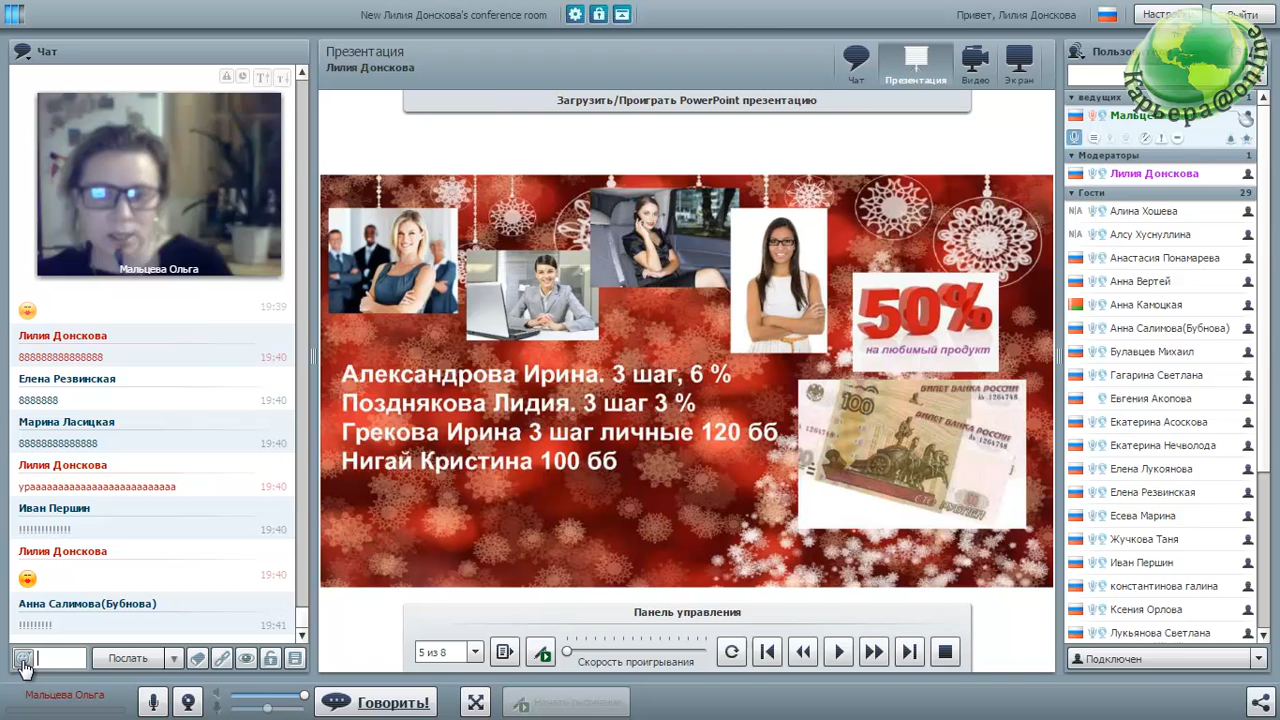 New Лилия Донскова's conference room
Привет, Лилия Донскова
Выйти
Чат
Мальцева Ольга
19:39
Лилия Донскова
88888888888888 19:40
Елена Резвинская
8888888 19:40
Марина Ласицкая
8888888888888 19:40
Лилия Донскова
урааааааааааааааааааааааааа 19:40
Иван Першин
!!!!!!!!!!!!!! 19:40
Лилия Донскова
19:40
Анна Салимова(Бубнова)
!!!!!!!!! 19:41
Послать
Мальцева Ольга
Говорить!
Презентация
Лилия Донскова
Чат
Презентация
Видео
Экран
Загрузить/Проиграть PowerPoint презентацию
50%
на любимый продукт
БИЛЕТ БАНКА РОССИИ
100
Александрова Ирина. 3 шаг, 6 %
Позднякова Лидия. 3 шаг 3 %
Грекова Ирина 3 шаг личные 120 бб
Нигай Кристина 100 бб
Панель управления
5 из 8
Скорость проигрывания
карьера@online
ведущих 1
Модераторы 1
Лилия Донскова
Гости 29
N|A Алина Хошева
N|A Алсу Хуснуллина
Анастасия Понамарева
Анна Вертей
Анна Камоцкая
Анна Салимова(Бубнова)
Булавцев Михаил
Гагарина Светлана
Евгения Акопова
Екатерина Асоскова
Екатерина Нечволода
Елена Лукоянова
Елена Резвинская
Есева Марина
Жучкова Таня
Иван Першин
константинова галина
Ксения Орлова
Лукьянова Светлана
Подключен